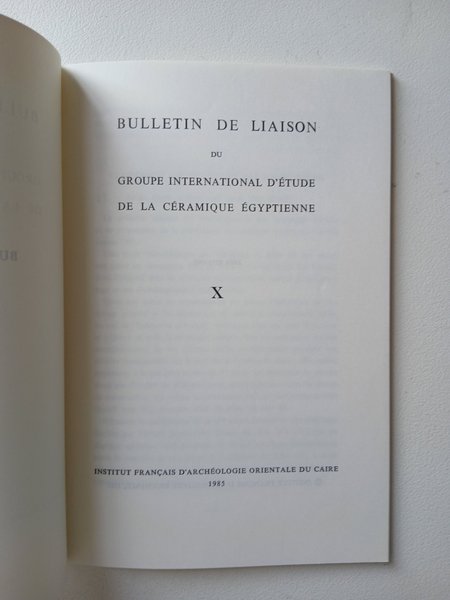 BULLETIN DE LIAISON
DU
GROUPE INTERNATIONAL D'ÉTUDE
DE LA CÉRAMIQUE ÉGYPTIENNE
X
INSTITUT FRANÇAIS D'ARCHÉOLOGIE ORIENTALE DU CAIRE
1985